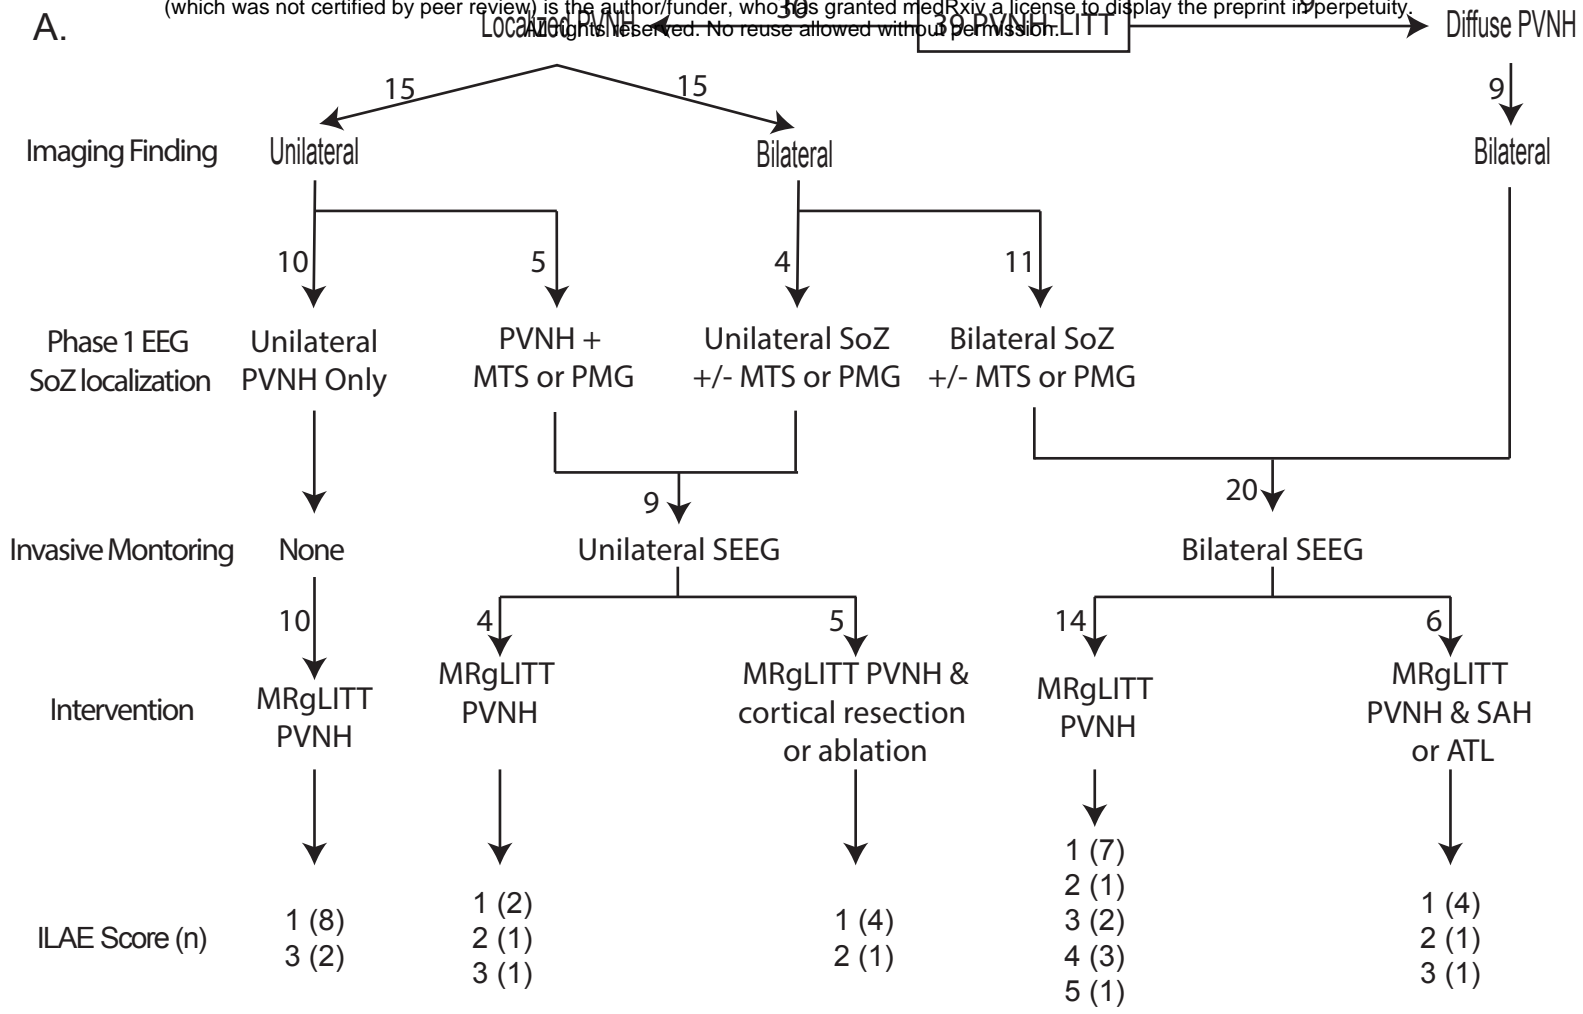 (which was not certified by peer review) is the author/funder, who has granted medRxiv a license to display the preprint in perpetuity.
All rights reserved. No reuse allowed without permission.
A.
Localized PVNH
30
39 PVNH-LITT
9
Diffuse PVNH
15
15
9
Imaging Finding
Unilateral
Bilateral
Bilateral
10
5
4
11
Phase 1 EEG
SoZ localization
Unilateral
PVNH Only
PVNH +
MTS or PMG
Unilateral SoZ
+/- MTS or PMG
Bilateral SoZ
+/- MTS or PMG
9
20
Invasive Montoring
None
Unilateral SEEG
Bilateral SEEG
10
4
5
14
6
Intervention
MRgLITT
PVNH
MRgLITT
PVNH
MRgLITT PVNH &
cortical resection
or ablation
MRgLITT
PVNH
MRgLITT
PVNH & SAH
or ATL
ILAE Score (n)
1 (8)
3 (2)
1 (2)
2 (1)
3 (1)
1 (4)
2 (1)
1 (7)
2 (1)
3 (2)
4 (3)
5 (1)
1 (4)
2 (1)
3 (1)